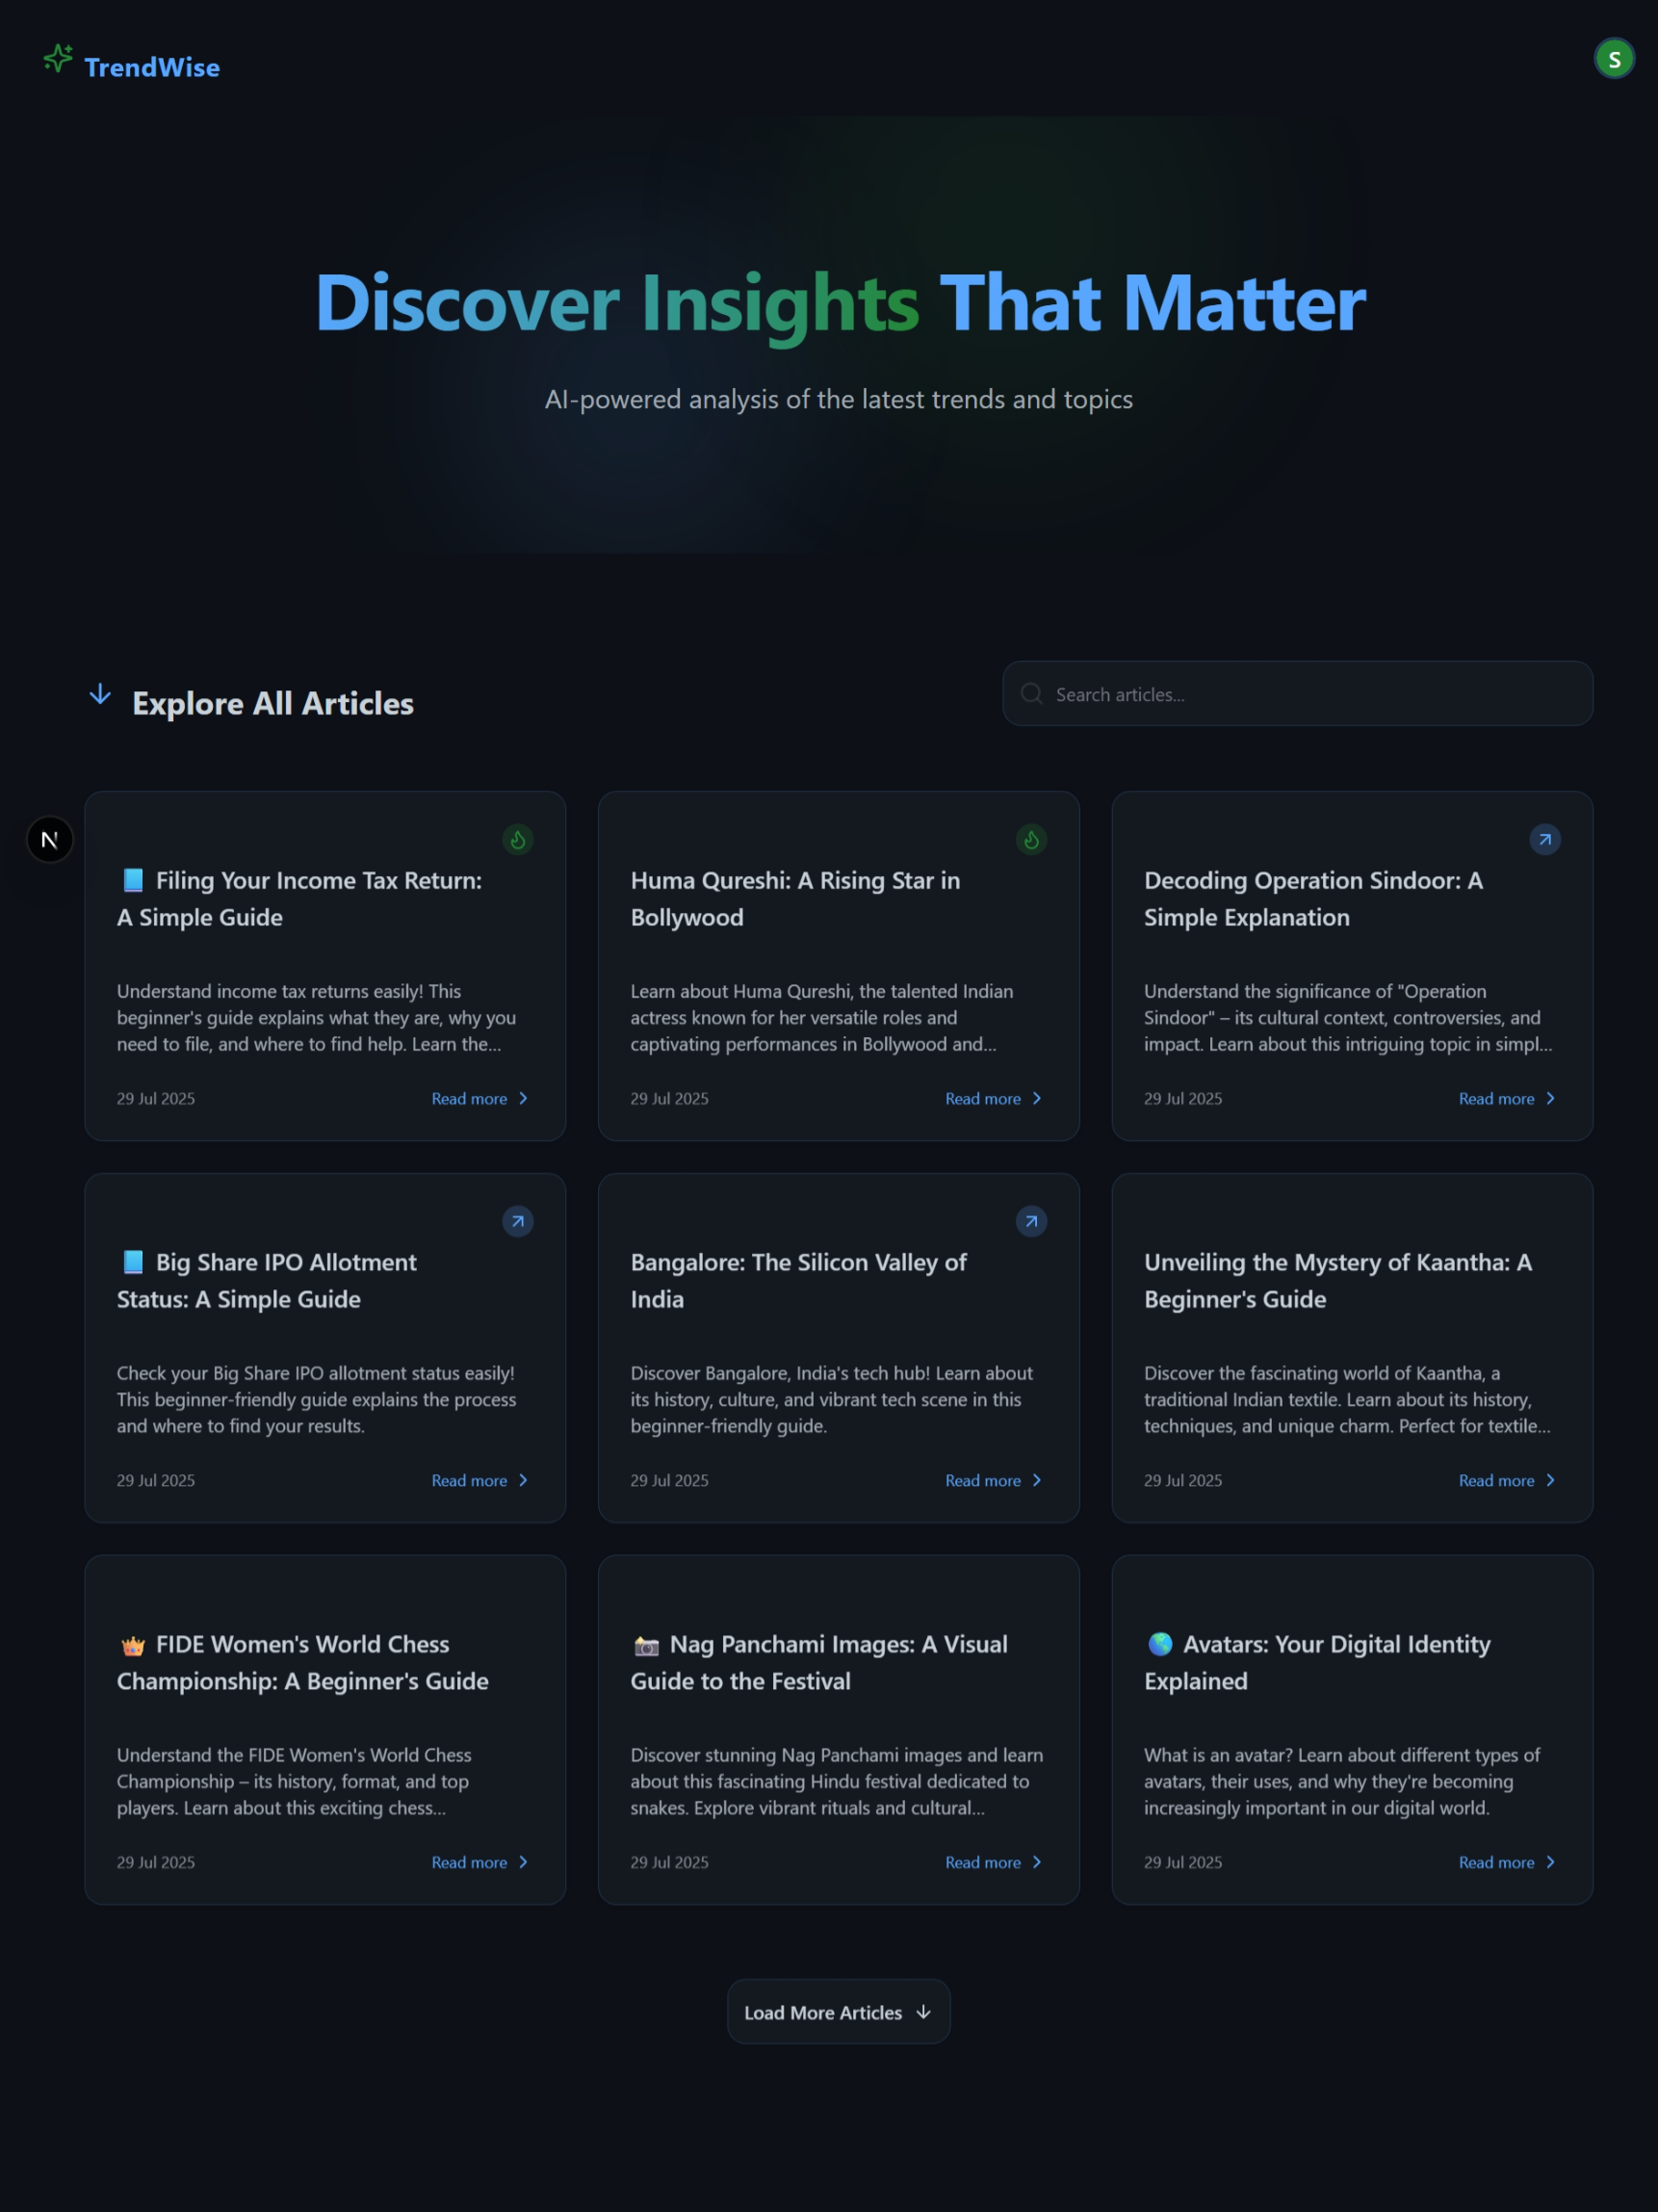 TrendWise
S
Discover Insights That Matter
AI-powered analysis of the latest trends and topics
Explore All Articles
Search articles...
N
📘 Filing Your Income Tax Return:
A Simple Guide
Understand income tax returns easily! This
beginner's guide explains what they are, why you
need to file, and where to find help. Learn the...
29 Jul 2025
Read more
Huma Qureshi: A Rising Star in
Bollywood
Learn about Huma Qureshi, the talented Indian
actress known for her versatile roles and
captivating performances in Bollywood and...
29 Jul 2025
Read more
Decoding Operation Sindoor: A
Simple Explanation
Understand the significance of "Operation
Sindoor" – its cultural context, controversies, and
impact. Learn about this intriguing topic in simpl...
29 Jul 2025
Read more
📘 Big Share IPO Allotment
Status: A Simple Guide
Check your Big Share IPO allotment status easily!
This beginner-friendly guide explains the process
and where to find your results.
29 Jul 2025
Read more
Bangalore: The Silicon Valley of
India
Discover Bangalore, India's tech hub! Learn about
its history, culture, and vibrant tech scene in this
beginner-friendly guide.
29 Jul 2025
Read more
Unveiling the Mystery of Kaantha: A
Beginner's Guide
Discover the fascinating world of Kaantha, a
traditional Indian textile. Learn about its history,
techniques, and unique charm. Perfect for textile...
29 Jul 2025
Read more
👑 FIDE Women's World Chess
Championship: A Beginner's Guide
Understand the FIDE Women's World Chess
Championship – its history, format, and top
players. Learn about this exciting chess...
29 Jul 2025
Read more
📸 Nag Panchami Images: A Visual
Guide to the Festival
Discover stunning Nag Panchami images and learn
about this fascinating Hindu festival dedicated to
snakes. Explore vibrant rituals and cultural...
29 Jul 2025
Read more
🌎 Avatars: Your Digital Identity
Explained
What is an avatar? Learn about different types of
avatars, their uses, and why they're becoming
increasingly important in our digital world.
29 Jul 2025
Read more
Load More Articles